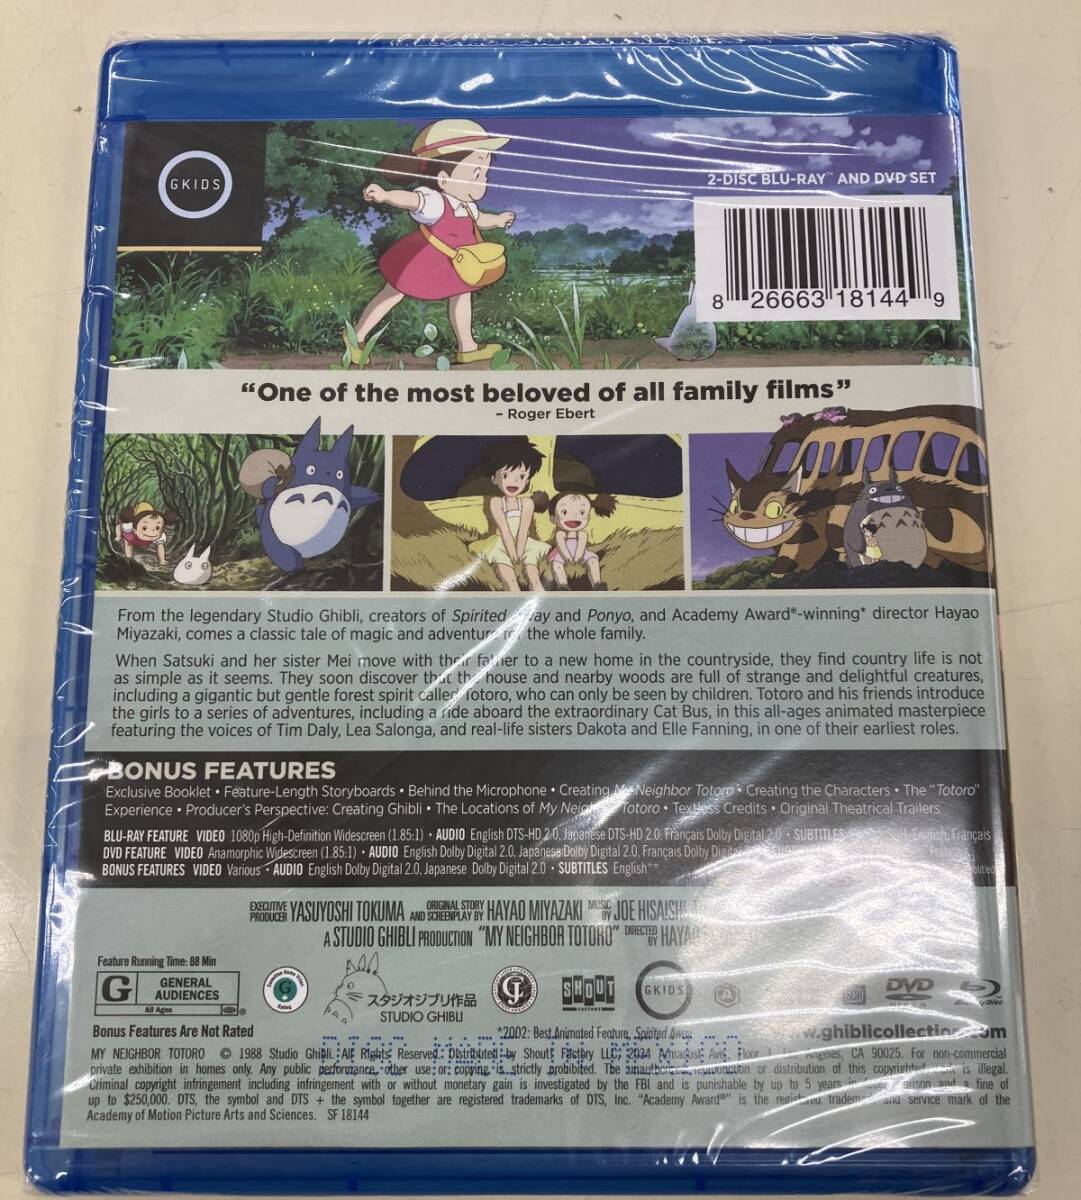 GKIDS
2-DISC BLU-RAY™ AND DVD SET
8 26663 18144 9
“One of the most beloved of all family films”
– Roger Ebert
From the legendary Studio Ghibli, creators of Spirited Away and Ponyo, and Academy Award®-winning* director Hayao
Miyazaki, comes a classic tale of magic and adventure for the whole family.
When Satsuki and her sister Mei move with their father to a new home in the countryside, they find country life is not
as simple as it seems. They soon discover that the house and nearby woods are full of strange and delightful creatures,
including a gigantic but gentle forest spirit called Totoro, who can only be seen by children. Totoro and his friends introduce
the girls to a series of adventures, including a ride aboard the extraordinary Cat Bus, in this all-ages animated masterpiece
featuring the voices of Tim Daly, Lea Salonga, and real-life sisters Dakota and Elle Fanning, in one of their earliest roles.
BONUS FEATURES
Exclusive Booklet • Feature-Length Storyboards • Behind the Microphone • Creating My Neighbor Totoro • Creating the Characters • The “Totoro”
Experience • Producer's Perspective: Creating Ghibli • The Locations of My Neighbor Totoro • Textless Credits • Original Theatrical Trailers
BLU-RAY FEATURE VIDEO 1080p High-Definition Widescreen (1.85:1) • AUDIO English DTS-HD 2.0, Japanese DTS-HD 2.0, Français Dolby Digital 2.0 • SUBTITLES English, Français
DVD FEATURE VIDEO Anamorphic Widescreen (1.85:1) • AUDIO English Dolby Digital 2.0, Japanese Dolby Digital 2.0, Français Dolby Digital 2.0
BONUS FEATURES VIDEO Various • AUDIO English Dolby Digital 2.0, Japanese Dolby Digital 2.0 • SUBTITLES English**
EXECUTIVE PRODUCER YASUYOSHI TOKUMA ORIGINAL STORY AND SCREENPLAY BY HAYAO MIYAZAKI MUSIC BY JOE HISAISHI
A STUDIO GHIBLI PRODUCTION “MY NEIGHBOR TOTORO” DIRECTED BY
Feature Running Time: 88 Min
G GENERAL AUDIENCES
All Ages
スタジオジブリ作品
STUDIO GHIBLI
SHOUT FACTORY
GKIDS
DVD VIDEO
Blu-ray Disc
Bonus Features Are Not Rated
*2002: Best Animated Feature, Spirited Away
www.ghiblicollection.com
DISC MADE IN MEXICO
MY NEIGHBOR TOTORO © 1988 Studio Ghibli. All Rights Reserved. Distributed by Shout! Factory LLC, 2034 Armacost Ave, Floor 1, Los Angeles, CA 90025. For non-commercial
private exhibition in homes only. Any public performance, other use, or copying is strictly prohibited. The unauthorized reproduction or distribution of this copyrighted work is illegal.
Criminal copyright infringement including infringement with or without monetary gain is investigated by the FBI and is punishable by up to 5 years in federal prison and a fine of
up to $250,000. DTS, the symbol and DTS + the symbol together are registered trademarks of DTS, Inc. “Academy Award®” is the registered trademark and service mark of the
Academy of Motion Picture Arts and Sciences. SF 18144